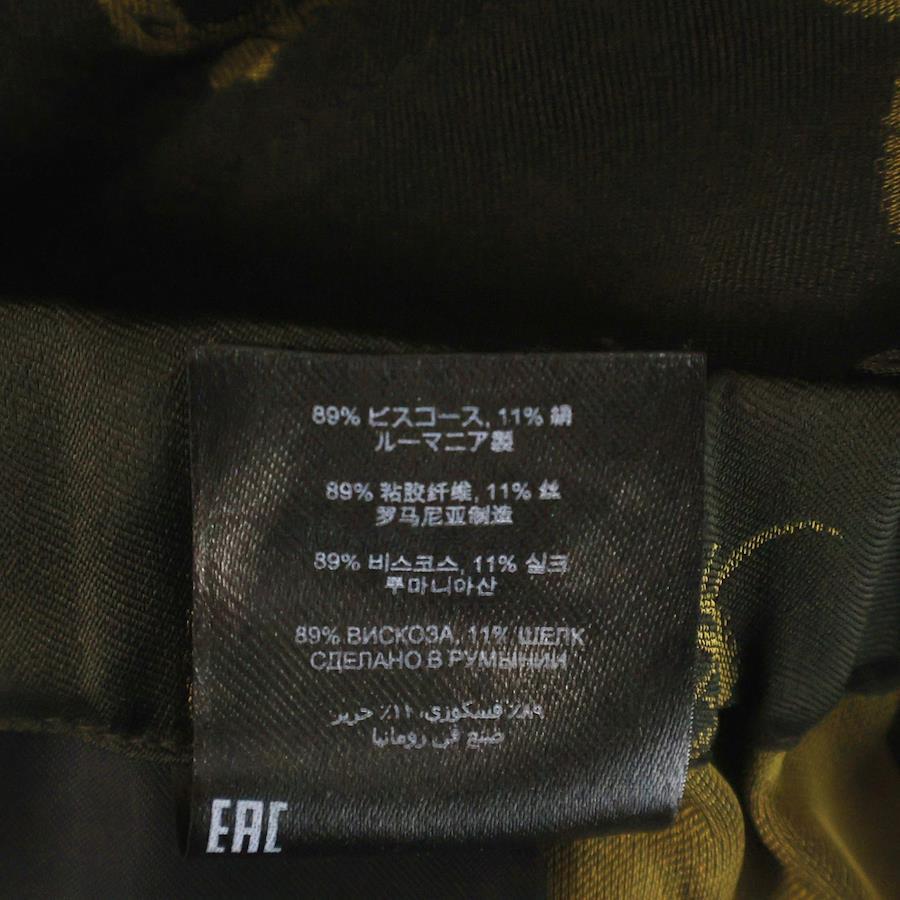 89% ビスコース, 11% 絹
ルーマニア製
89% 粘胶纤维, 11% 丝
罗马尼亚制造
89% 비스코스, 11% 실크
루마니아산
89% ВИСКОЗА, 11% ШЕЛК
СДЕЛАНО В РУМЫНИИ
٨٩٪ فسكوزي، ١١٪ حرير
صنع في رومانيا
EAC